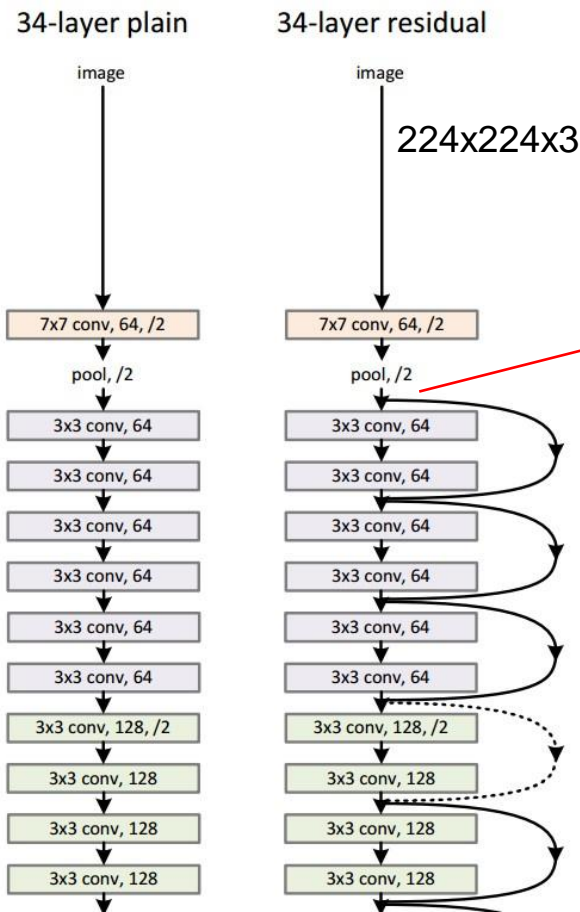 34-layer plain
image
7x7 conv, 64, /2
pool, /2
3x3 conv, 64
3x3 conv, 64
3x3 conv, 64
3x3 conv, 64
3x3 conv, 64
3x3 conv, 64
3x3 conv, 128, /2
3x3 conv, 128
3x3 conv, 128
3x3 conv, 128
34-layer residual
image
224x224x3
7x7 conv, 64, /2
pool, /2
3x3 conv, 64
3x3 conv, 64
3x3 conv, 64
3x3 conv, 64
3x3 conv, 64
3x3 conv, 64
3x3 conv, 128, /2
3x3 conv, 128
3x3 conv, 128
3x3 conv, 128